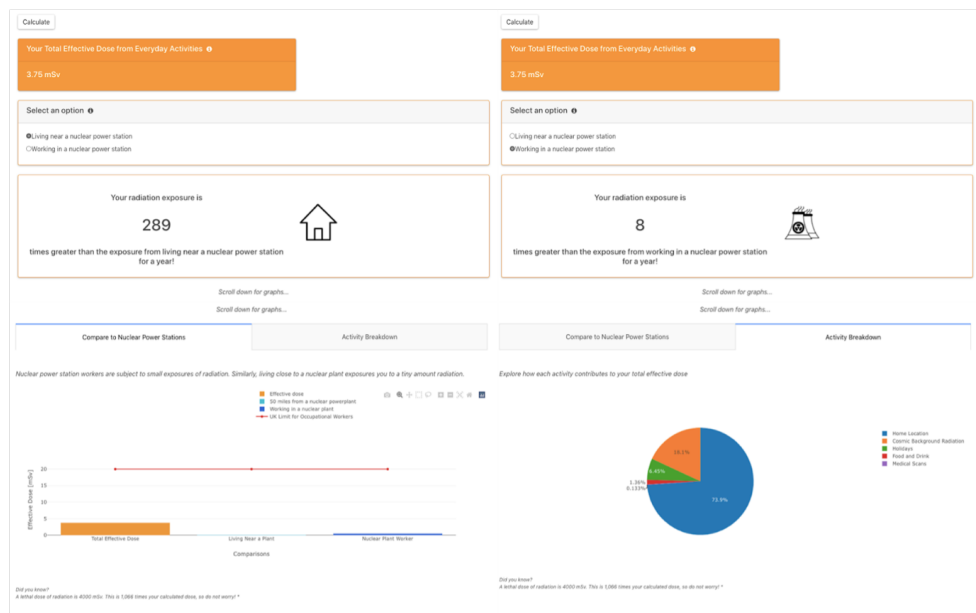 Calculate
Your Total Effective Dose from Everyday Activities
3.75 mSv
Select an option
Living near a nuclear power station
Working in a nuclear power station
Your radiation exposure is
289
times greater than the exposure from living near a nuclear power station
for a year!
Scroll down for graphs...
Scroll down for graphs...
Compare to Nuclear Power Stations
Activity Breakdown
Nuclear power station workers are subject to small exposures of radiation. Similarly, living close to a nuclear plant exposes you to a tiny amount radiation.
Effective dose
50 miles from a nuclear powerplant
Working in a nuclear plant
UK Limit for Occupational Workers
Effective Dose [mSv]
20
15
10
5
0
Total Effective Dose
Living Near a Plant
Nuclear Plant Worker
Comparisons
Did you know?
A lethal dose of radiation is 4000 mSv. This is 1,066 times your calculated dose, so do not worry! *
Calculate
Your Total Effective Dose from Everyday Activities
3.75 mSv
Select an option
Living near a nuclear power station
Working in a nuclear power station
Your radiation exposure is
8
times greater than the exposure from working in a nuclear power station
for a year!
Scroll down for graphs...
Scroll down for graphs...
Compare to Nuclear Power Stations
Activity Breakdown
Explore how each activity contributes to your total effective dose
Home Location
Cosmic Background Radiation
Holidays
Food and Drink
Medical Scans
6.45%
1.36%
0.133%
73.9%
Did you know?
A lethal dose of radiation is 4000 mSv. This is 1,066 times your calculated dose, so do not worry! *